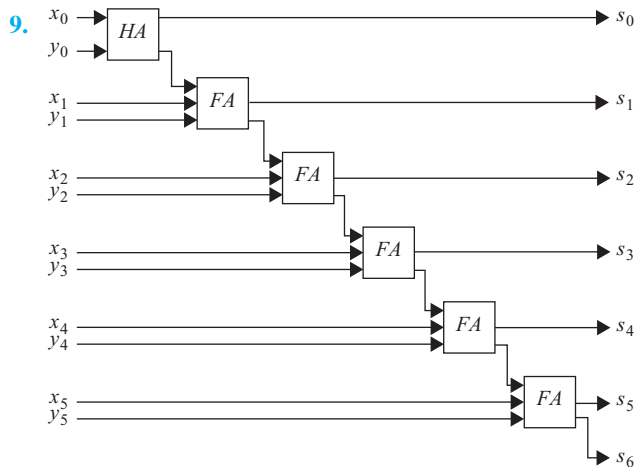 9.
x₀ HA s₀
y₀
x₁ FA s₁
y₁
x₂ FA s₂
y₂
x₃ FA s₃
y₃
x₄ FA s₄
y₄
x₅ FA s₅
y₅
s₆